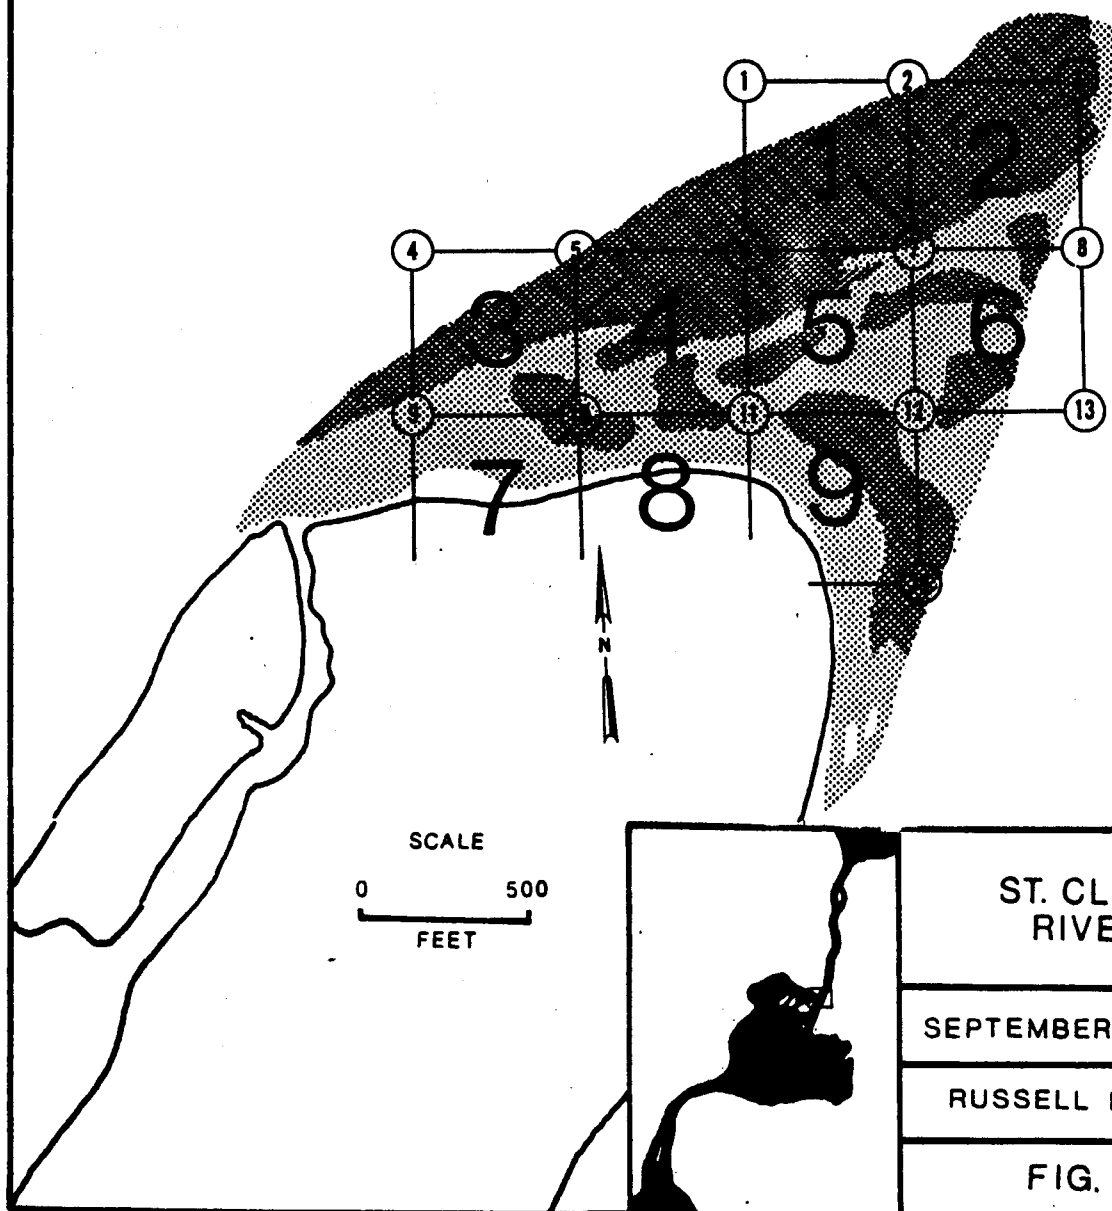 1 2
1 2
4 5 8
3 4 5 6
11 12 13
7 8 9
N
SCALE
0 500
FEET
ST. CL
RIVE
SEPTEMBER
RUSSELL
FIG.